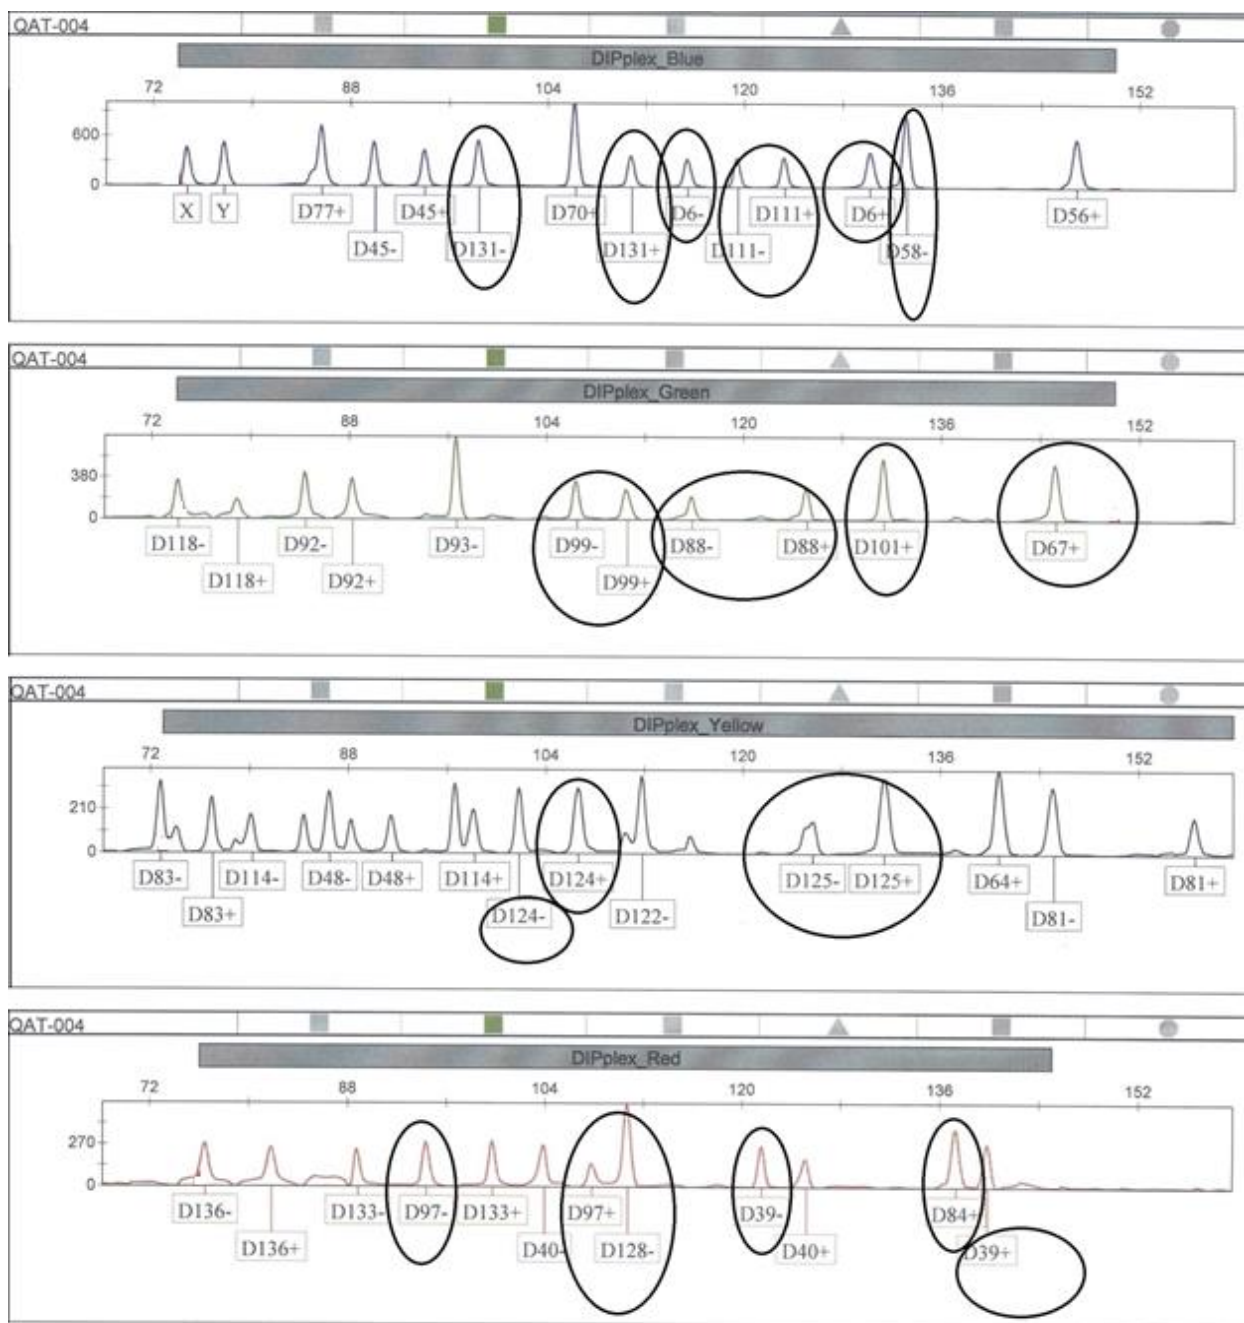 QAT-004
DIPplex_Blue
72 88 104 120 136 152
600
0
X Y D77+ D45+ D70+ D6- D111+ D6+ D56+
D45- D131- D131+ D111- D58-
QAT-004
DIPplex_Green
72 88 104 120 136 152
380
0
D118- D92- D93- D99- D88- D88+ D101+ D67+
D118+ D92+ D99+
QAT-004
DIPplex_Yellow
72 88 104 120 136 152
210
0
D83- D114- D48- D48+ D114+ D124+ D125- D125+ D64+ D81+
D83+ D124- D122- D81-
QAT-004
DIPplex_Red
72 88 104 120 136 152
270
0
D136- D133- D97- D133+ D97+ D39- D84+
D136+ D40- D128- D40+ D39+